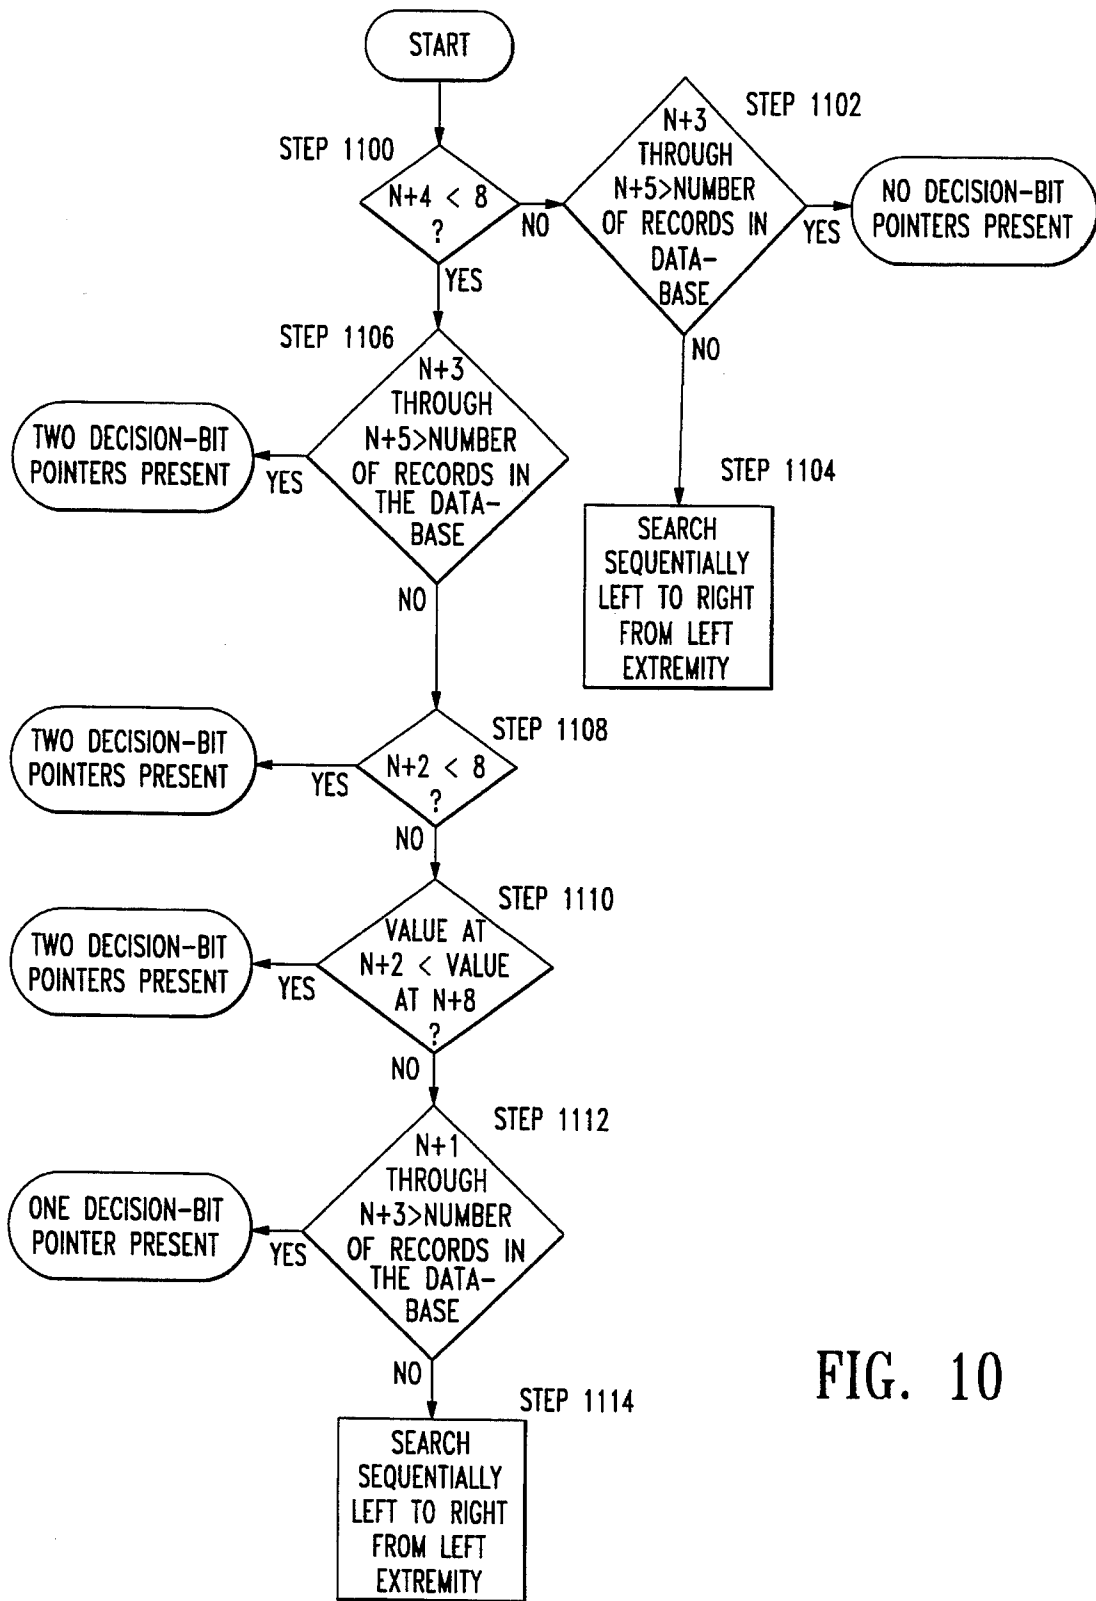 START
STEP 1100
N+4 < 8
?
NO
YES
STEP 1102
N+3
THROUGH
N+5>NUMBER
OF RECORDS IN
DATA-
BASE
YES
NO DECISION-BIT
POINTERS PRESENT
NO
STEP 1104
SEARCH
SEQUENTIALLY
LEFT TO RIGHT
FROM LEFT
EXTREMITY
STEP 1106
N+3
THROUGH
N+5>NUMBER
OF RECORDS IN
THE DATA-
BASE
YES
TWO DECISION-BIT
POINTERS PRESENT
NO
STEP 1108
N+2 < 8
?
YES
TWO DECISION-BIT
POINTERS PRESENT
NO
STEP 1110
VALUE AT
N+2 < VALUE
AT N+8
?
YES
TWO DECISION-BIT
POINTERS PRESENT
NO
STEP 1112
N+1
THROUGH
N+3>NUMBER
OF RECORDS IN
THE DATA-
BASE
YES
ONE DECISION-BIT
POINTER PRESENT
NO
STEP 1114
SEARCH
SEQUENTIALLY
LEFT TO RIGHT
FROM LEFT
EXTREMITY
FIG. 10